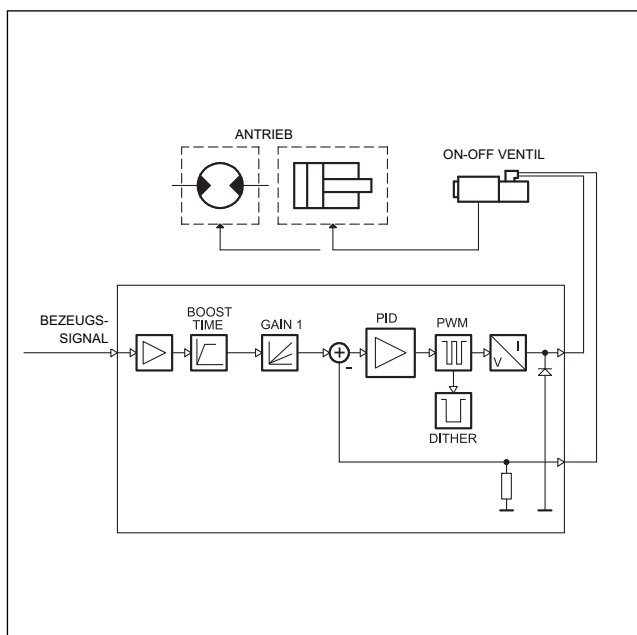 ANTRIEB
ON-OFF VENTIL
BEZEUGS-
SIGNAL
BOOST
TIME
GAIN 1
PID
PWM
I
V
-
DITHER